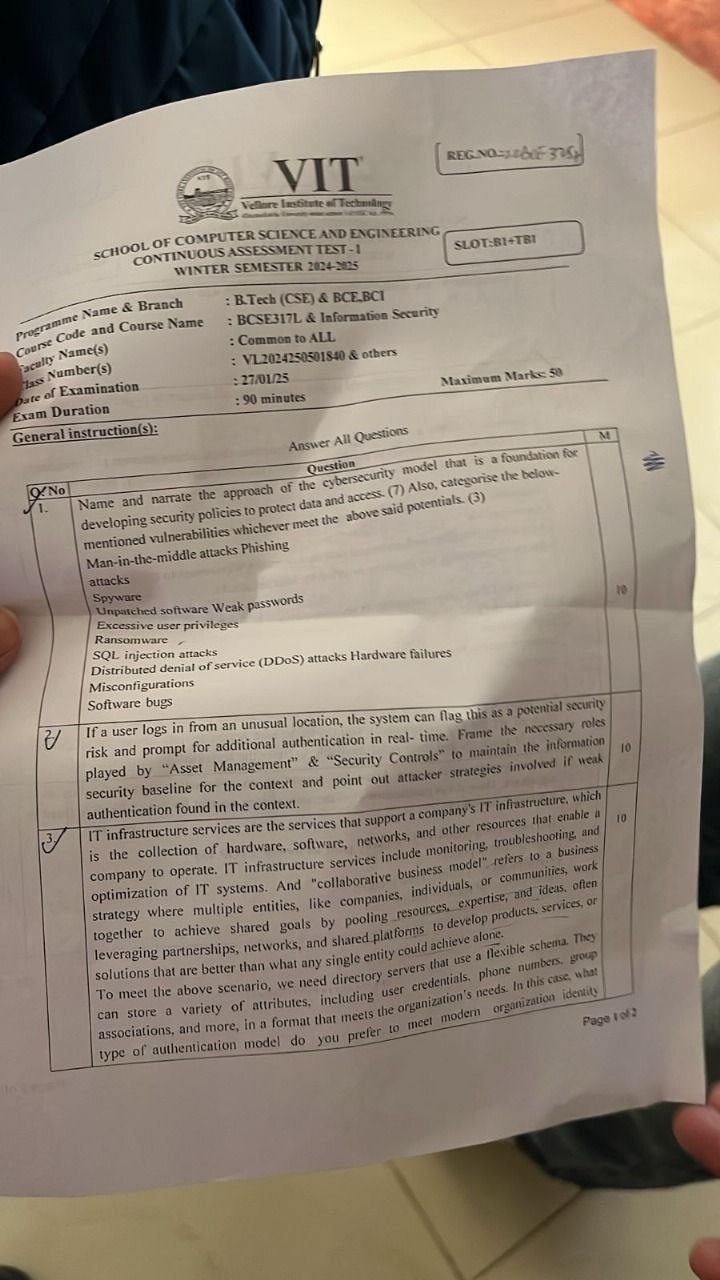 VIT
Vellore Institute of Technology
REG.NO.:
SCHOOL OF COMPUTER SCIENCE AND ENGINEERING
CONTINUOUS ASSESSMENT TEST - I
WINTER SEMESTER 2024-2025
SLOT:B1+TB1
Programme Name & Branch : B.Tech (CSE) & BCE,BCI
Course Code and Course Name : BCSE317L & Information Security
Faculty Name(s) : Common to ALL
Class Number(s) : VL2024250501840 & others
Date of Examination : 27/01/25
Exam Duration : 90 minutes Maximum Marks: 50
General instruction(s):
Answer All Questions
Q.No Question M
1. Name and narrate the approach of the cybersecurity model that is a foundation for
developing security policies to protect data and access. (7) Also, categorise the below-
mentioned vulnerabilities whichever meet the above said potentials. (3)
Man-in-the-middle attacks Phishing
attacks
Spyware
Unpatched software Weak passwords
Excessive user privileges
Ransomware
SQL injection attacks
Distributed denial of service (DDoS) attacks Hardware failures
Misconfigurations
Software bugs
10
2 If a user logs in from an unusual location, the system can flag this as a potential security
risk and prompt for additional authentication in real- time. Frame the necessary roles
played by “Asset Management” & “Security Controls” to maintain the information
security baseline for the context and point out attacker strategies involved if weak
authentication found in the context.
10
3. IT infrastructure services are the services that support a company's IT infrastructure, which
is the collection of hardware, software, networks, and other resources that enable a
company to operate. IT infrastructure services include monitoring, troubleshooting, and
optimization of IT systems. And "collaborative business model" refers to a business
strategy where multiple entities, like companies, individuals, or communities, work
together to achieve shared goals by pooling resources, expertise, and ideas, often
leveraging partnerships, networks, and shared platforms to develop products, services, or
solutions that are better than what any single entity could achieve alone.
To meet the above scenario, we need directory servers that use a flexible schema. They
can store a variety of attributes, including user credentials, phone numbers, group
associations, and more, in a format that meets the organization's needs. In this case, what
type of authentication model do you prefer to meet modern organization identity
10
Page 1 of 2